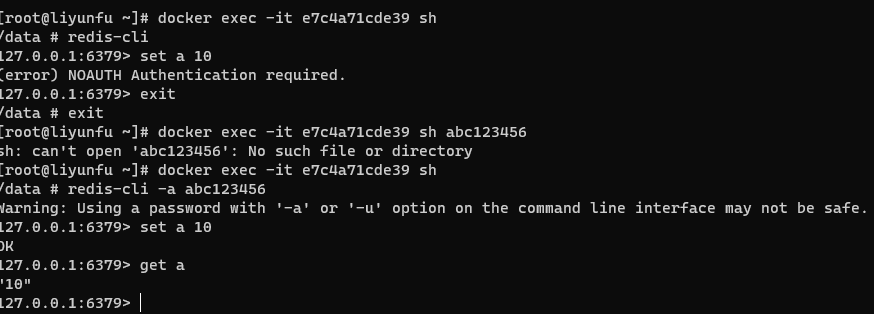 [root@liyunfu ~]# docker exec -it e7c4a71cde39 sh
/data # redis-cli
127.0.0.1:6379> set a 10
(error) NOAUTH Authentication required.
127.0.0.1:6379> exit
/data # exit
[root@liyunfu ~]# docker exec -it e7c4a71cde39 sh abc123456
sh: can't open 'abc123456': No such file or directory
[root@liyunfu ~]# docker exec -it e7c4a71cde39 sh
/data # redis-cli -a abc123456
Warning: Using a password with '-a' or '-u' option on the command line interface may not be safe.
127.0.0.1:6379> set a 10
OK
127.0.0.1:6379> get a
"10"
127.0.0.1:6379>